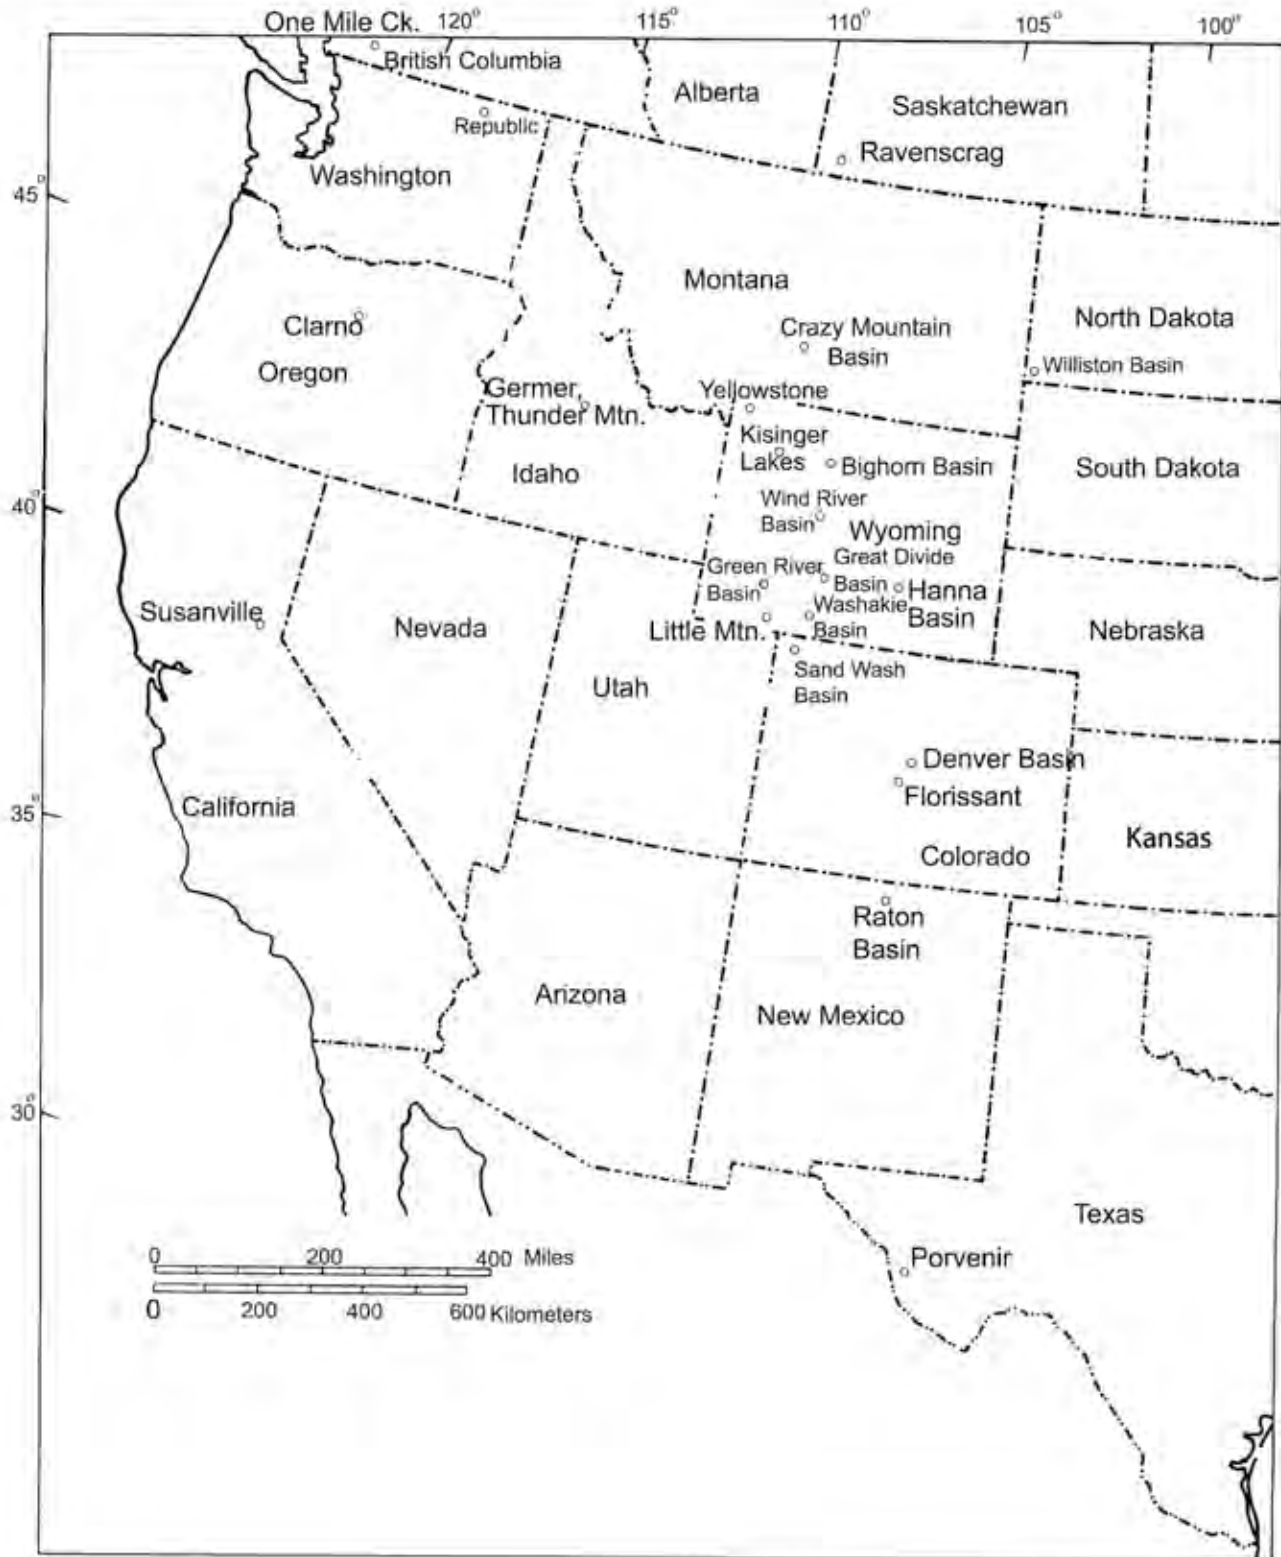 One Mile Ck. 120° 115° 110° 105° 100°
British Columbia
Alberta
Saskatchewan
Republic
Ravenscrag
Washington
45°
Montana
Clarno
Crazy Mountain
Basin
North Dakota
Oregon
Williston Basin
Germer,
Thunder Mtn.
Yellowstone
Kisinger
Lakes
Bighorn Basin
South Dakota
Idaho
40°
Wind River
Basin
Wyoming
Green River
Basin
Great Divide
Basin
Hanna
Basin
Susanville
Nevada
Washakie
Basin
Little Mtn.
Nebraska
Utah
Sand Wash
Basin
Denver Basin
Florissant
California
35°
Kansas
Colorado
Raton
Basin
Arizona
New Mexico
30°
Texas
Porvenir
0 200 400 Miles
0 200 400 600 Kilometers